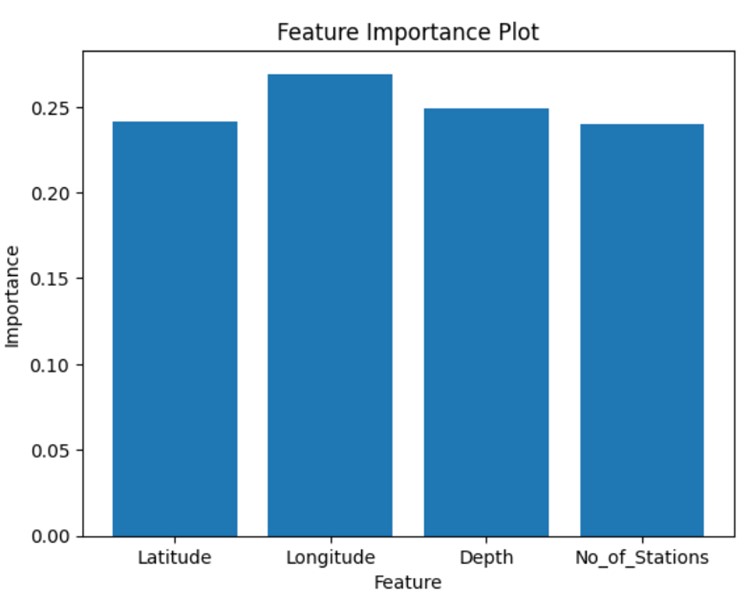 Feature Importance Plot
Importance
0.25
0.20
0.15
0.10
0.05
0.00
Latitude Longitude Depth No_of_Stations
Feature